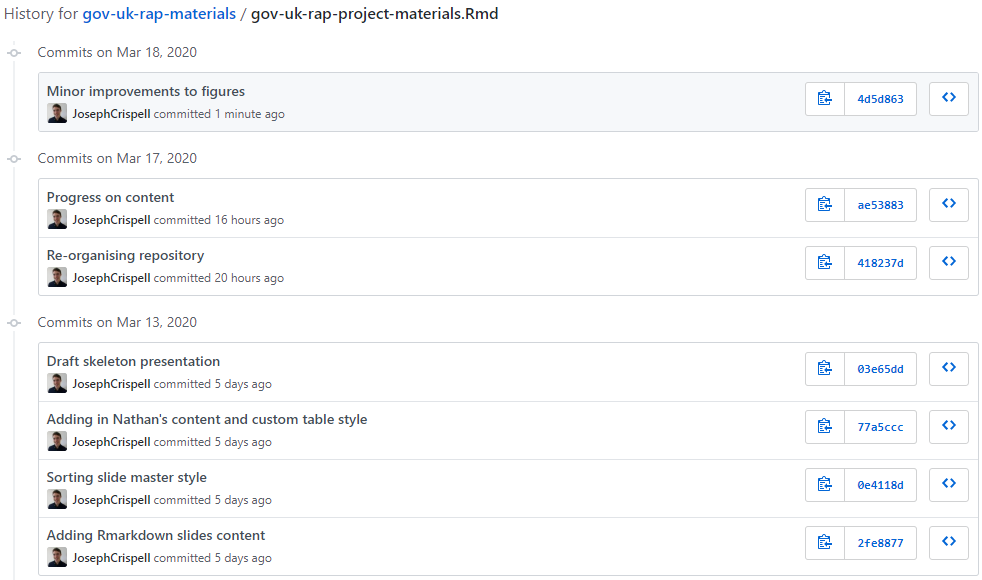 History for gov-uk-rap-materials / gov-uk-rap-project-materials.Rmd
Commits on Mar 18, 2020
Minor improvements to figures
4d5d863
JosephCrispell committed 1 minute ago
Commits on Mar 17, 2020
Progress on content
ae53883
JosephCrispell committed 16 hours ago
Re-organising repository
418237d
JosephCrispell committed 20 hours ago
Commits on Mar 13, 2020
Draft skeleton presentation
03e65dd
JosephCrispell committed 5 days ago
Adding in Nathan's content and custom table style
77a5ccc
JosephCrispell committed 5 days ago
Sorting slide master style
0e4118d
JosephCrispell committed 5 days ago
Adding Rmarkdown slides content
2fe8877
JosephCrispell committed 5 days ago